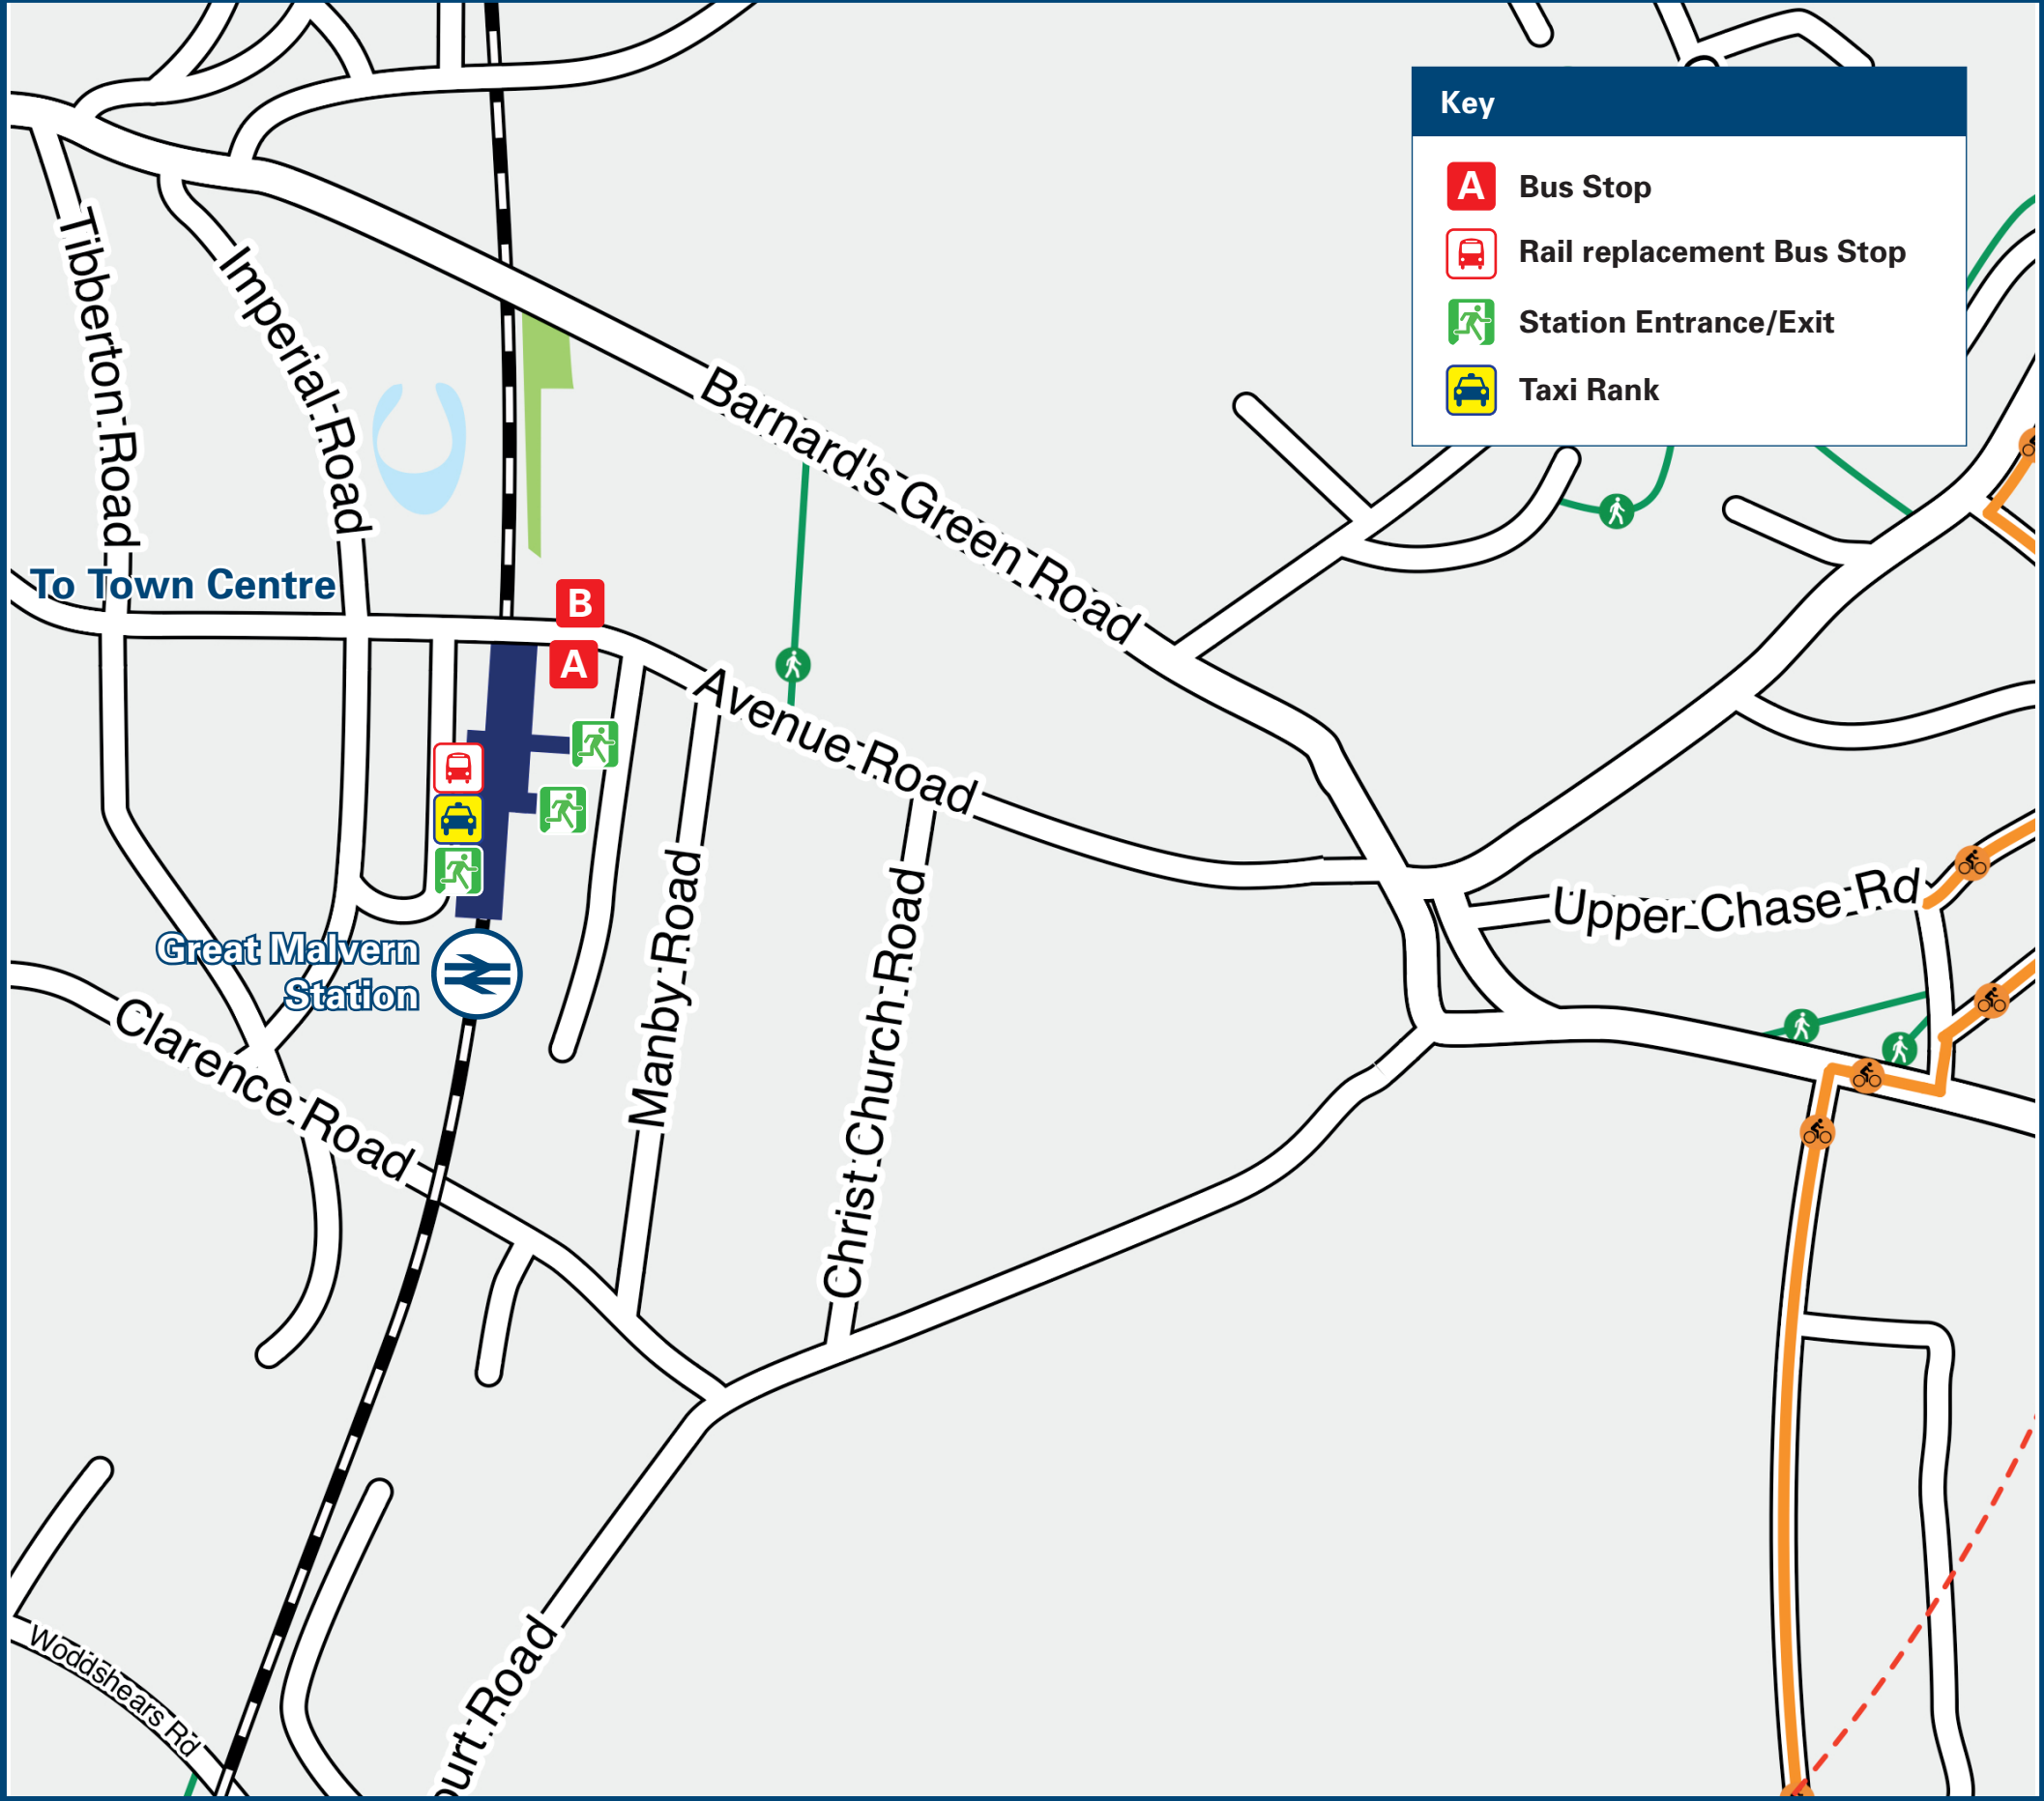 Key
A Bus Stop
Rail replacement Bus Stop
Station Entrance/Exit
Taxi Rank
Tibberton Road
Imperial Road
Barnard's Green Road
To Town Centre
B
A
Avenue Road
Upper Chase Rd
Great Malvern
Station
Clarence Road
Manby Road
Christ Church Road
Woddshears Rd
ourt Road